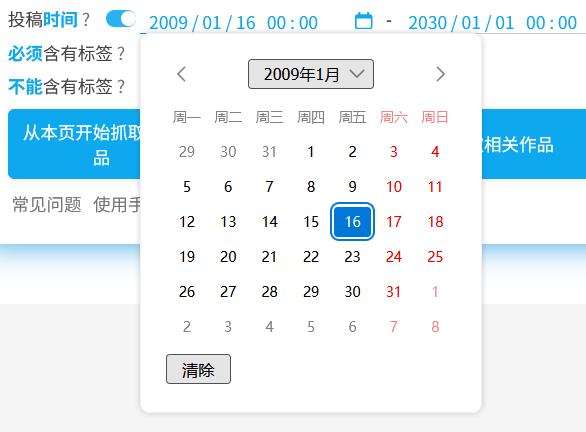 投稿时间 ? 2009 / 01 / 16 00 : 00 - 2030 / 01 / 01 00 : 00
必须含有标签 ?
不能含有标签 ?
2009年1月
周一 周二 周三 周四 周五 周六 周日
29 30 31 1 2 3 4
5 6 7 8 9 10 11
12 13 14 15 16 17 18
19 20 21 22 23 24 25
26 27 28 29 30 31 1
2 3 4 5 6 7 8
清除
从本页开始抓取
品
相关作品
常见问题 使用手